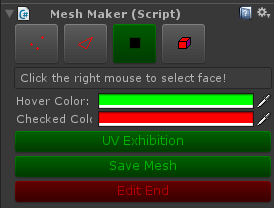 Mesh Maker (Script)
Click the right mouse to select face!
Hover Color:
Checked Colo
UV Exhibition
Save Mesh
Edit End